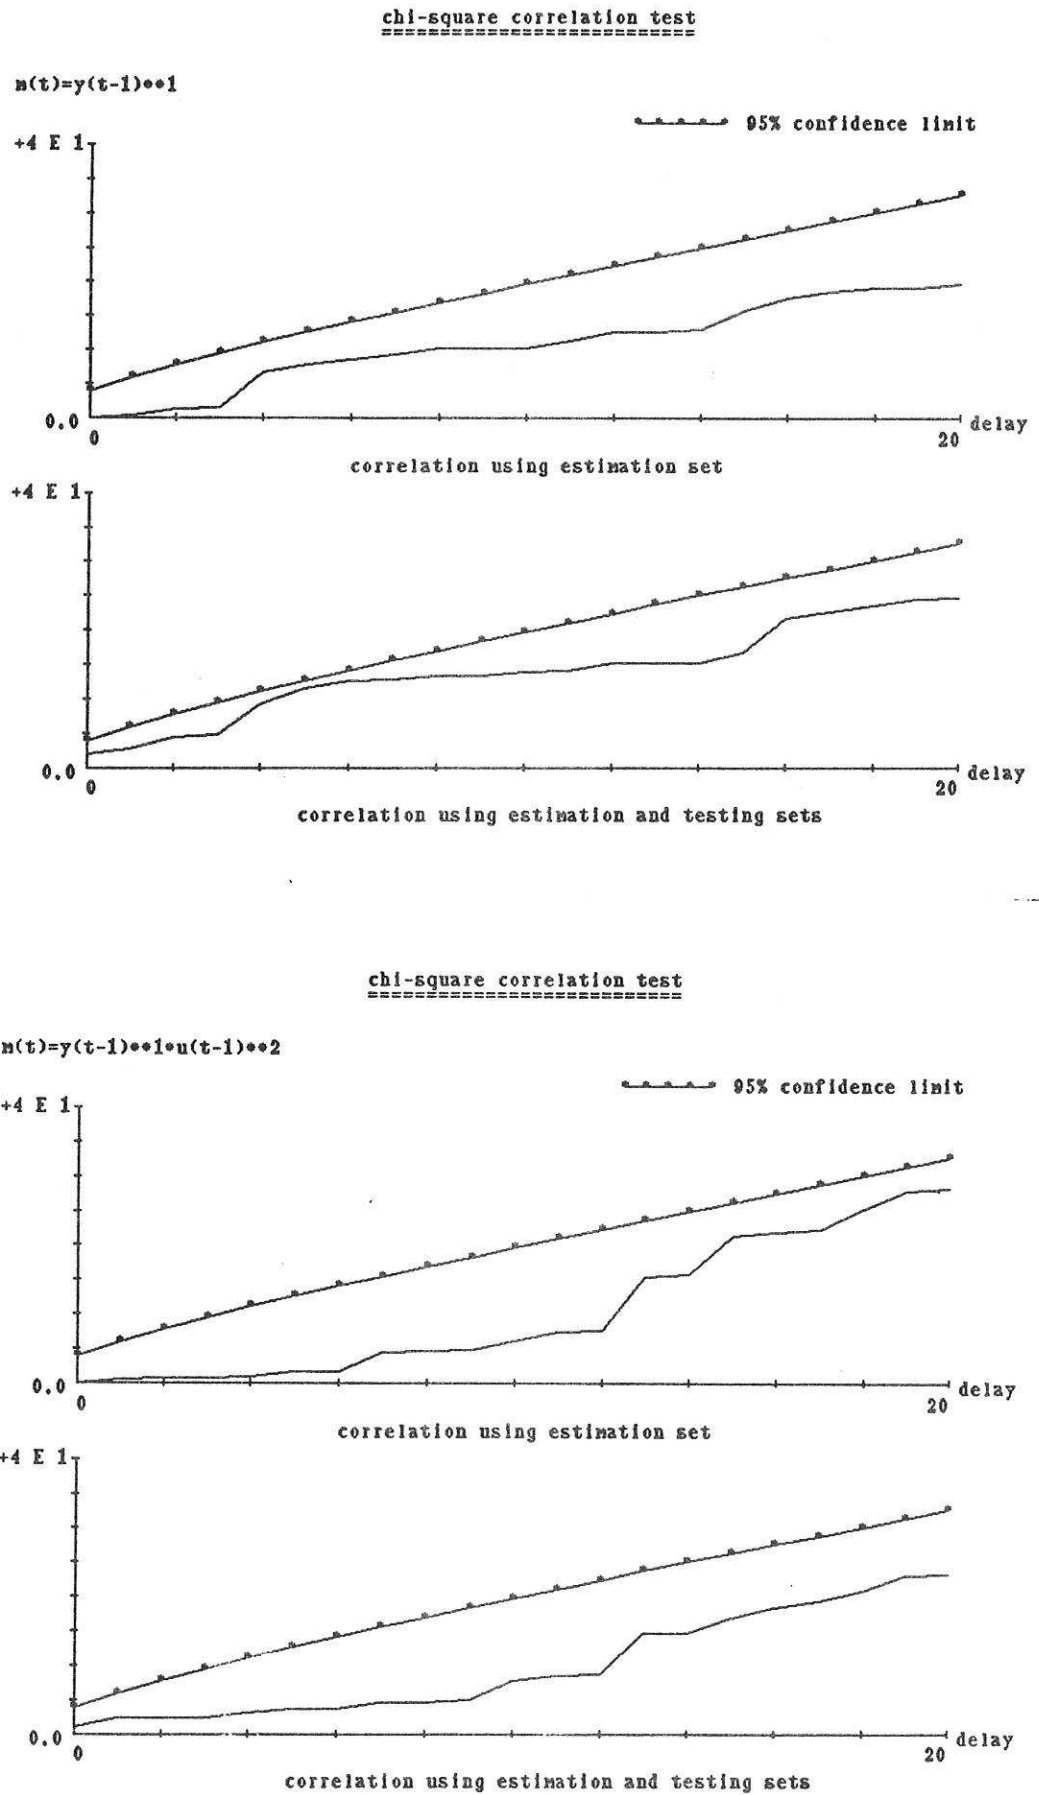 chi-square correlation test
m(t)=y(t-1)**1
95% confidence limit
+4 E 1
0.0
0
20
delay
correlation using estimation set
+4 E 1
0.0
0
20
delay
correlation using estimation and testing sets
chi-square correlation test
m(t)=y(t-1)**1*u(t-1)**2
95% confidence limit
+4 E 1
0.0
0
20
delay
correlation using estimation set
+4 E 1
0.0
0
20
delay
correlation using estimation and testing sets